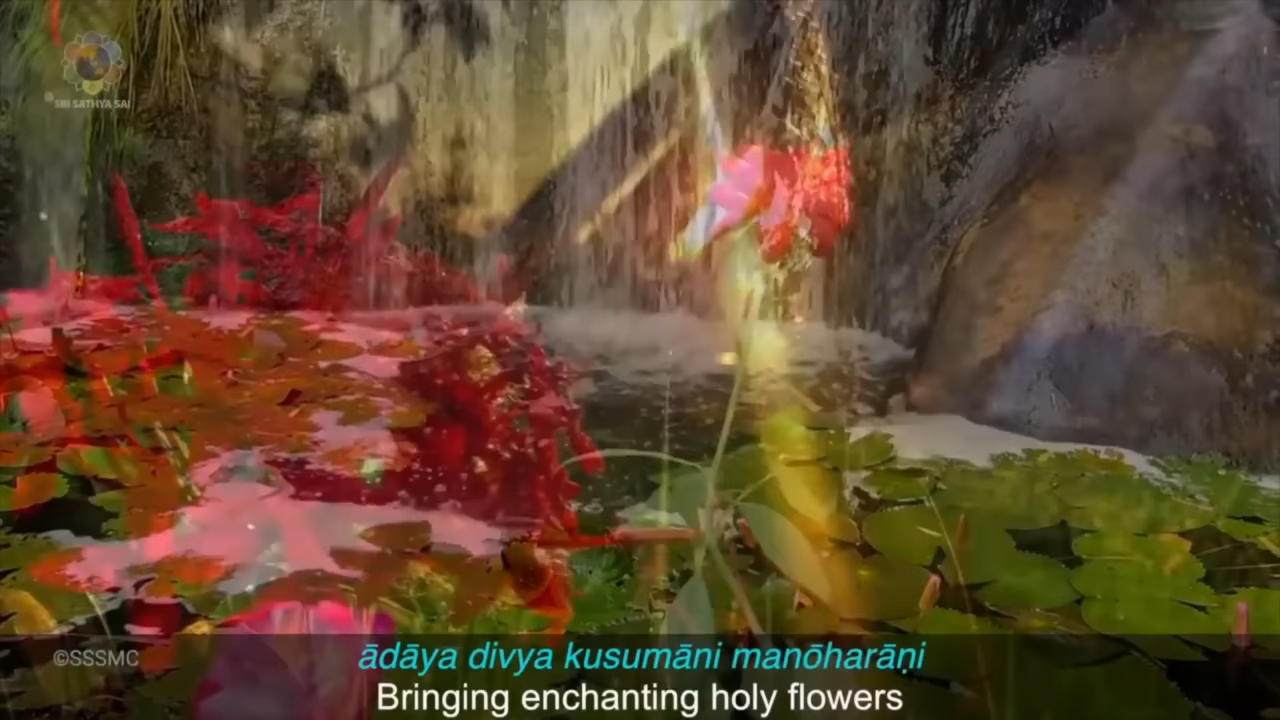 SRI SATHYA SAI
©SSSMC
ādāya divya kusumāni manōharāṇi
Bringing enchanting holy flowers